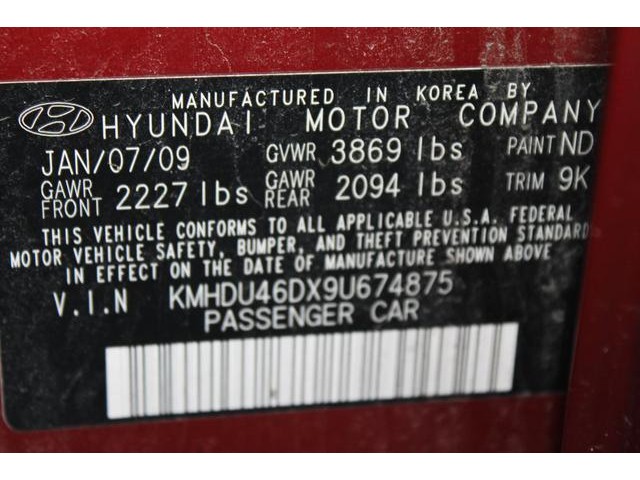 MANUFACTURED IN KOREA BY
HYUNDAI MOTOR COMPANY
JAN/07/09 GVWR 3869 lbs PAINT ND
GAWR FRONT 2227 lbs GAWR REAR 2094 lbs TRIM 9K
THIS VEHICLE CONFORMS TO ALL APPLICABLE U.S.A. FEDERAL
MOTOR VEHICLE SAFETY, BUMPER, AND THEFT PREVENTION STANDARD
IN EFFECT ON THE DATE OF MANUFACTURE SHOWN ABOVE
V.I.N KMHDU46DX9U674875
PASSENGER CAR